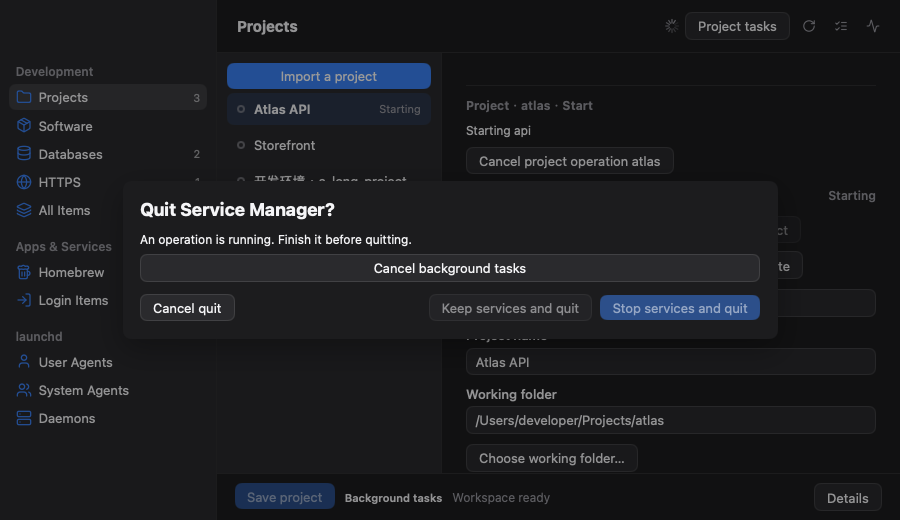 Projects
Project tasks
Development
Projects 3
Software
Databases 2
HTTPS
All Items
Apps & Services
Homebrew
Login Items
launchd
User Agents
System Agents
Daemons
Import a project
Atlas API Starting
Storefront
Project · atlas · Start
Starting api
Cancel project operation atlas
Starting
Quit Service Manager?
An operation is running. Finish it before quitting.
Cancel background tasks
Cancel quit
Keep services and quit
Stop services and quit
Atlas API
Working folder
/Users/developer/Projects/atlas
Choose working folder...
Save project
Background tasks
Workspace ready
Details